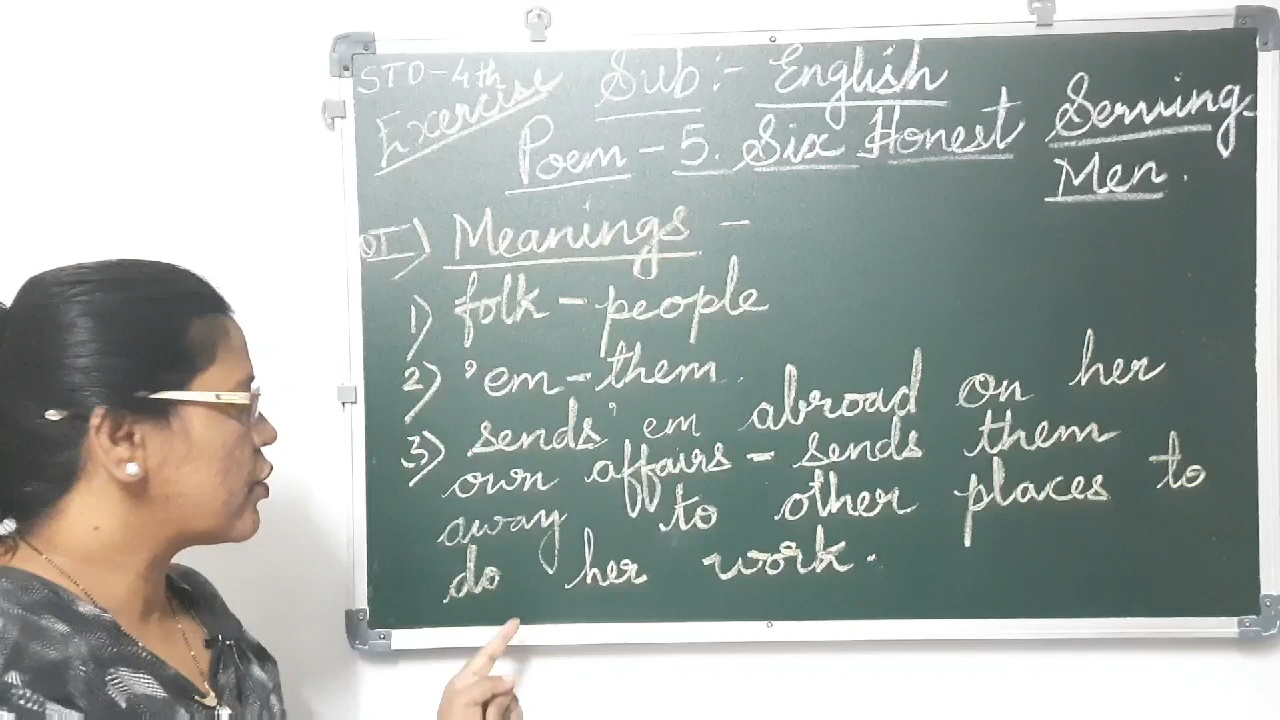 STD-4th Sub:- English
Exercise
Poem - 5. Six Honest Serving-
Men.
QI) Meanings -
1) folk - people
2) 'em - them.
3) sends 'em abroad on her
own affairs - sends them
away to other places to
do her work.